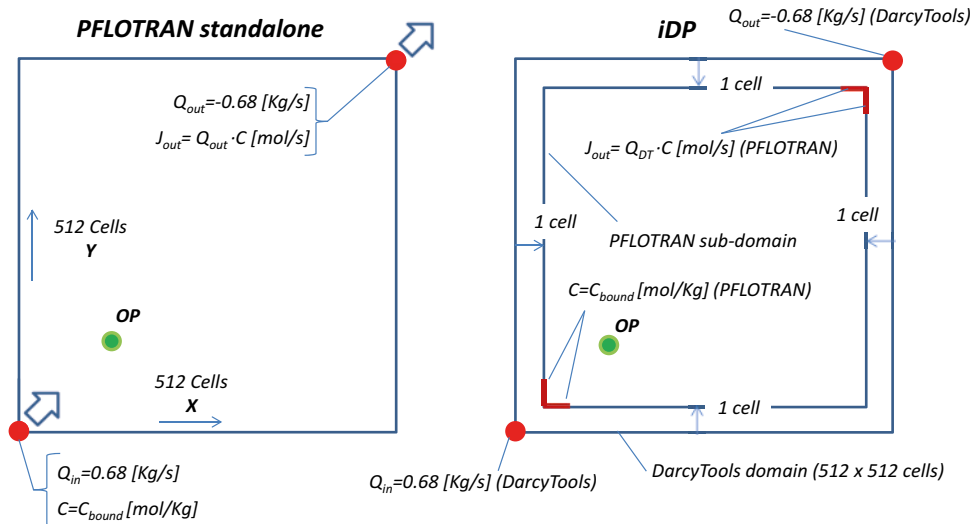 PFLOTRAN standalone
Qout=-0.68 [Kg/s]
Jout= Qout ·C [mol/s]
512 Cells
Y
OP
512 Cells
X
Qin=0.68 [Kg/s]
C=Cbound [mol/Kg]
iDP
Qout=-0.68 [Kg/s] (DarcyTools)
1 cell
Jout= QDT ·C [mol/s] (PFLOTRAN)
1 cell
1 cell
PFLOTRAN sub-domain
C=Cbound [mol/Kg] (PFLOTRAN)
OP
1 cell
Qin=0.68 [Kg/s] (DarcyTools)
DarcyTools domain (512 x 512 cells)